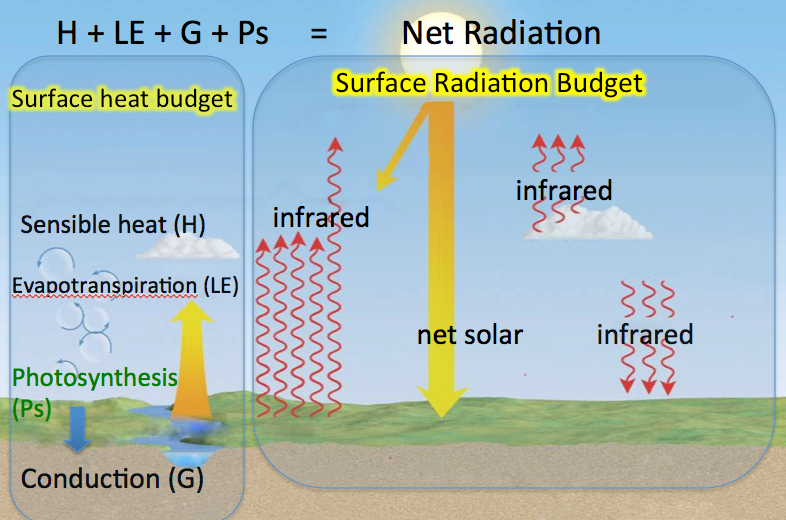 H + LE + G + Ps = Net Radiation
Surface Radiation Budget
Surface heat budget
infrared
infrared
Sensible heat (H)
Evapotranspiration (LE)
net solar
infrared
Photosynthesis
(Ps)
Conduction (G)